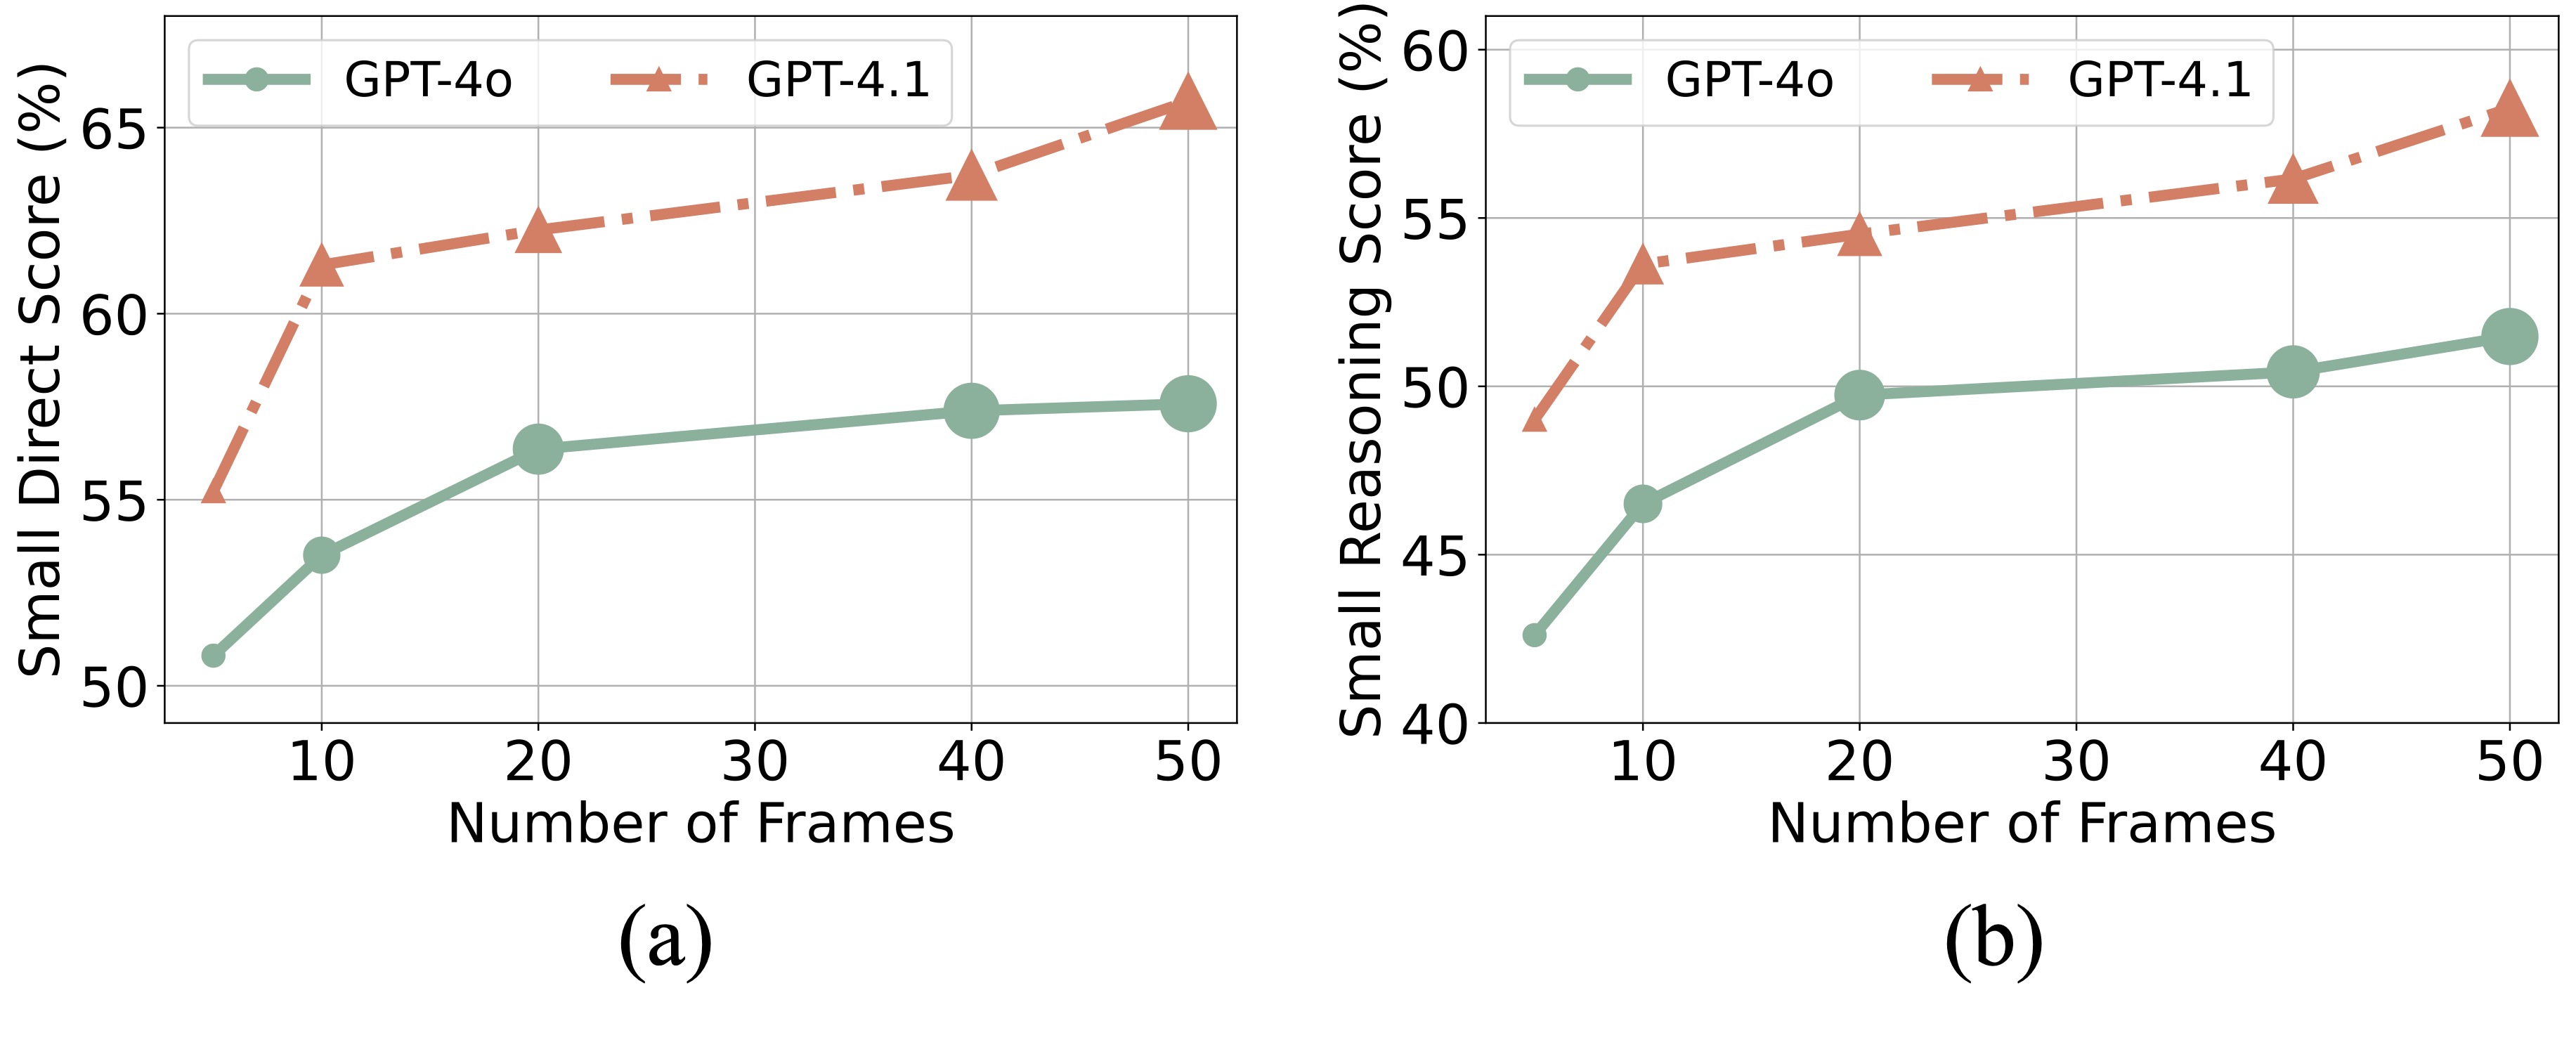 Small Direct Score (%)
GPT-4o GPT-4.1
65
60
55
50
10 20 30 40 50
Number of Frames
(a)
Small Reasoning Score (%)
GPT-4o GPT-4.1
60
55
50
45
40
10 20 30 40 50
Number of Frames
(b)